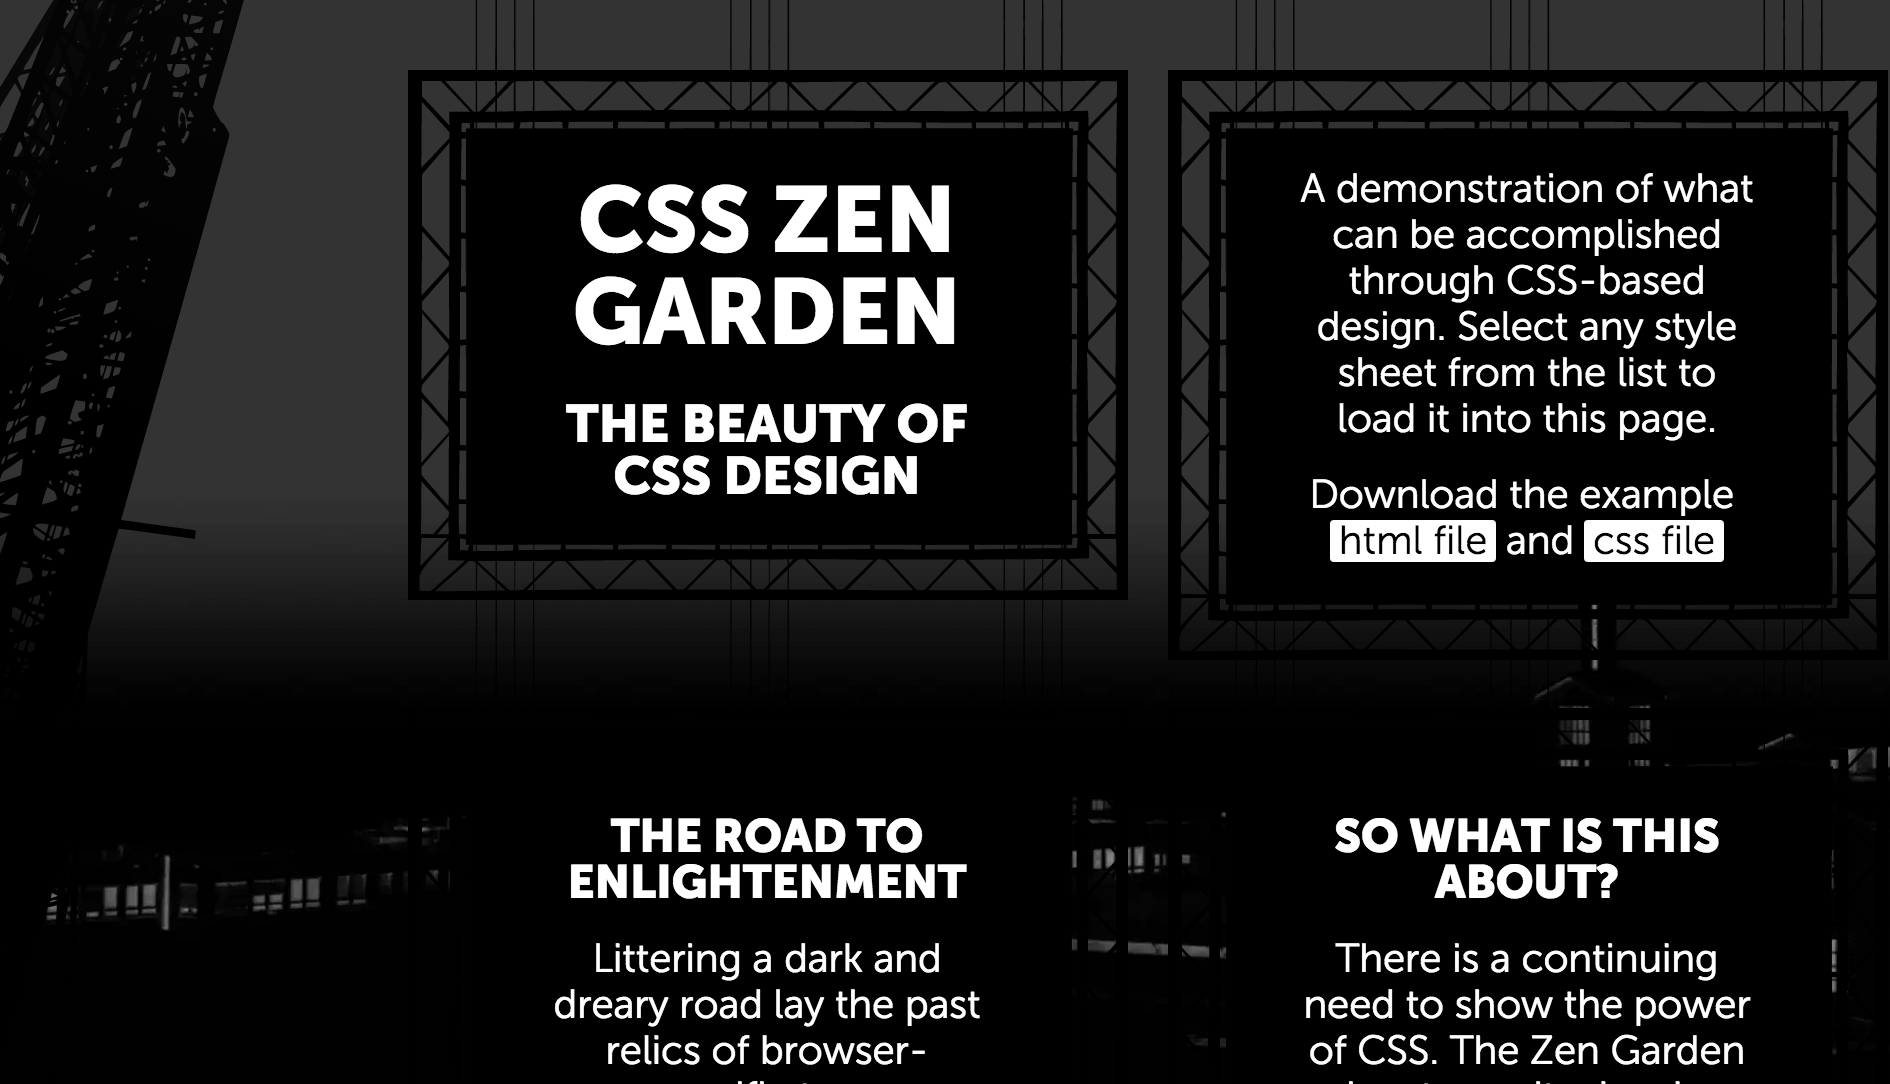 CSS ZEN
GARDEN
THE BEAUTY OF
CSS DESIGN
A demonstration of what
can be accomplished
through CSS-based
design. Select any style
sheet from the list to
load it into this page.
Download the example
html file and css file
THE ROAD TO
ENLIGHTENMENT
Littering a dark and
dreary road lay the past
relics of browser-
SO WHAT IS THIS
ABOUT?
There is a continuing
need to show the power
of CSS. The Zen Garden